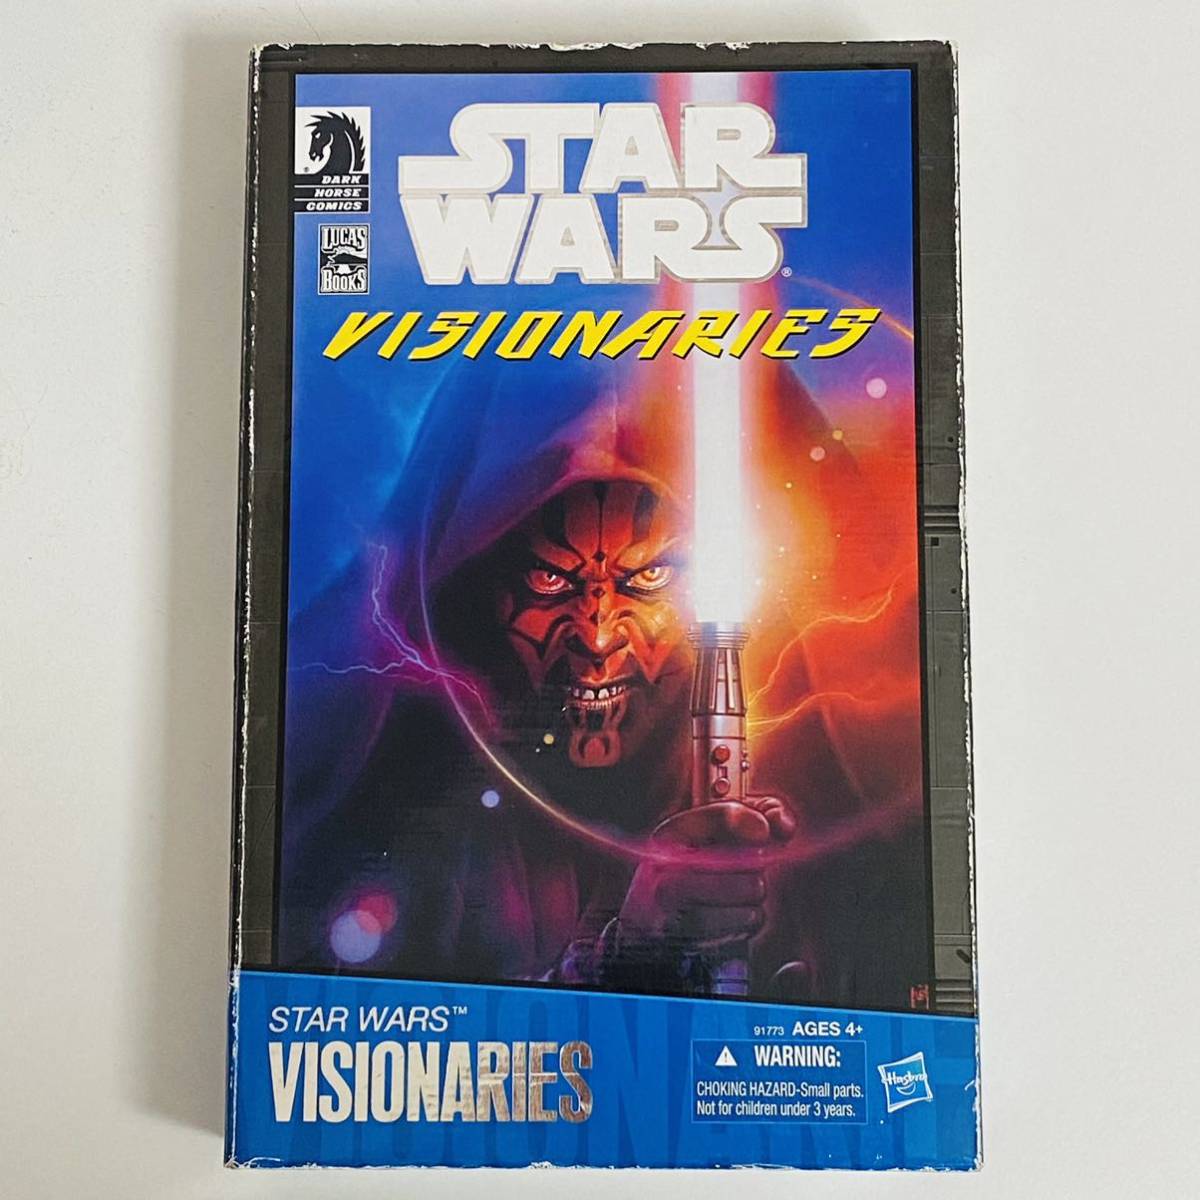 STAR
WARS®
DARK
HORSE
COMICS
LUCAS
BOOKS
VISIONARIES
STAR WARS™
VISIONARIES
91773 AGES 4+
WARNING:
CHOKING HAZARD-Small parts.
Not for children under 3 years.
Hasbro